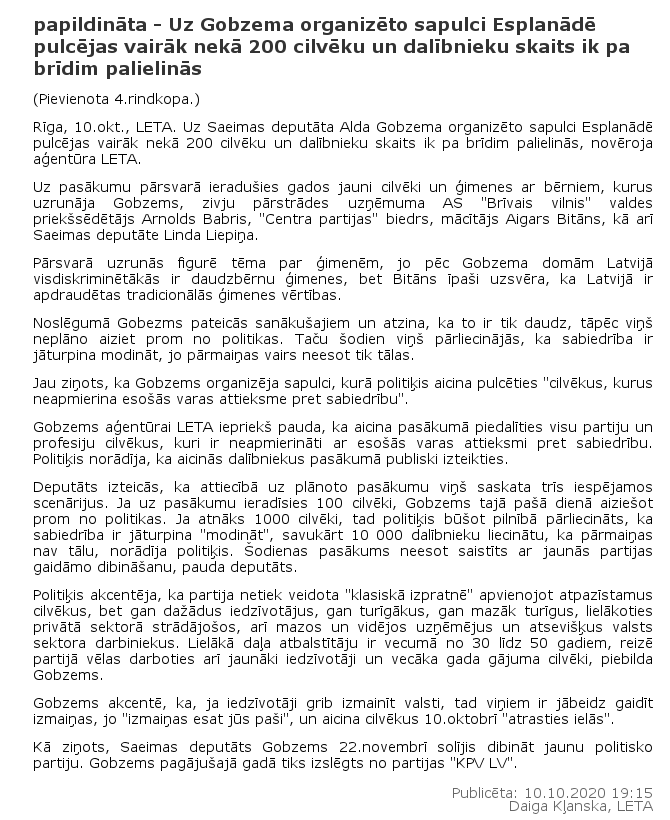 papildināta - Uz Gobzema organizēto sapulci Esplanādē
pulcējas vairāk nekā 200 cilvēku un dalībnieku skaits ik pa
brīdim palielinās
(Pievienota 4.rindkopa.)
Rīga, 10.okt., LETA. Uz Saeimas deputāta Alda Gobzema organizēto sapulci Esplanādē
pulcējas vairāk nekā 200 cilvēku un dalībnieku skaits ik pa brīdim palielinās, novēroja
aģentūra LETA.
Uz pasākumu pārsvarā ieradušies gados jauni cilvēki un ģimenes ar bērniem, kurus
uzrunāja Gobzems, zivju pārstrādes uzņēmuma AS "Brīvais vilnis" valdes
priekšsēdētājs Arnolds Babris, "Centra partijas" biedrs, mācītājs Aigars Bitāns, kā arī
Saeimas deputāte Linda Liepiņa.
Pārsvarā uzrunās figurē tēma par ģimenēm, jo pēc Gobzema domām Latvijā
visdiskriminētākās ir daudzbērnu ģimenes, bet Bitāns īpaši uzsvēra, ka Latvijā ir
apdraudētas tradicionālās ģimenes vērtības.
Noslēgumā Gobezms pateicās sanākušajiem un atzina, ka to ir tik daudz, tāpēc viņš
neplāno aiziet prom no politikas. Taču šodien viņš pārliecinājās, ka sabiedrība ir
jāturpina modināt, jo pārmaiņas vairs neesot tik tālas.
Jau ziņots, ka Gobzems organizēja sapulci, kurā politiķis aicina pulcēties "cilvēkus, kurus
neapmierina esošās varas attieksme pret sabiedrību".
Gobzems aģentūrai LETA iepriekš pauda, ka aicina pasākumā piedalīties visu partiju un
profesiju cilvēkus, kuri ir neapmierināti ar esošās varas attieksmi pret sabiedrību.
Politiķis norādīja, ka aicinās dalībniekus pasākumā publiski izteikties.
Deputāts izteicās, ka attiecībā uz plānoto pasākumu viņš saskata trīs iespējamos
scenārijus. Ja uz pasākumu ieradīsies 100 cilvēki, Gobzems tajā pašā dienā aiziešot
prom no politikas. Ja atnāks 1000 cilvēki, tad politiķis būšot pilnībā pārliecināts, ka
sabiedrība ir jāturpina "modināt", savukārt 10 000 dalībnieku liecinātu, ka pārmaiņas
nav tālu, norādīja politiķis. Šodienas pasākums neesot saistīts ar jaunās partijas
gaidāmo dibināšanu, pauda deputāts.
Politiķis akcentēja, ka partija netiek veidota "klasiskā izpratnē" apvienojot atpazīstamus
cilvēkus, bet gan dažādus iedzīvotājus, gan turīgākus, gan mazāk turīgus, lielākoties
privātā sektorā strādājošos, arī mazos un vidējos uzņēmējus un atsevišķus valsts
sektora darbiniekus. Lielākā daļa atbalstītāju ir vecumā no 30 līdz 50 gadiem, reizē
partijā vēlas darboties arī jaunāki iedzīvotāji un vecāka gada gājuma cilvēki, piebilda
Gobzems.
Gobzems akcentē, ka, ja iedzīvotāji grib izmainīt valsti, tad viņiem ir jābeidz gaidīt
izmaiņas, jo "izmaiņas esat jūs paši", un aicina cilvēkus 10.oktobrī "atrasties ielās".
Kā ziņots, Saeimas deputāts Gobzems 22.novembrī solījis dibināt jaunu politisko
partiju. Gobzems pagājušajā gadā tiks izslēgts no partijas "KPV LV".
Publicēta: 10.10.2020 19:15
Daiga Kļanska, LETA